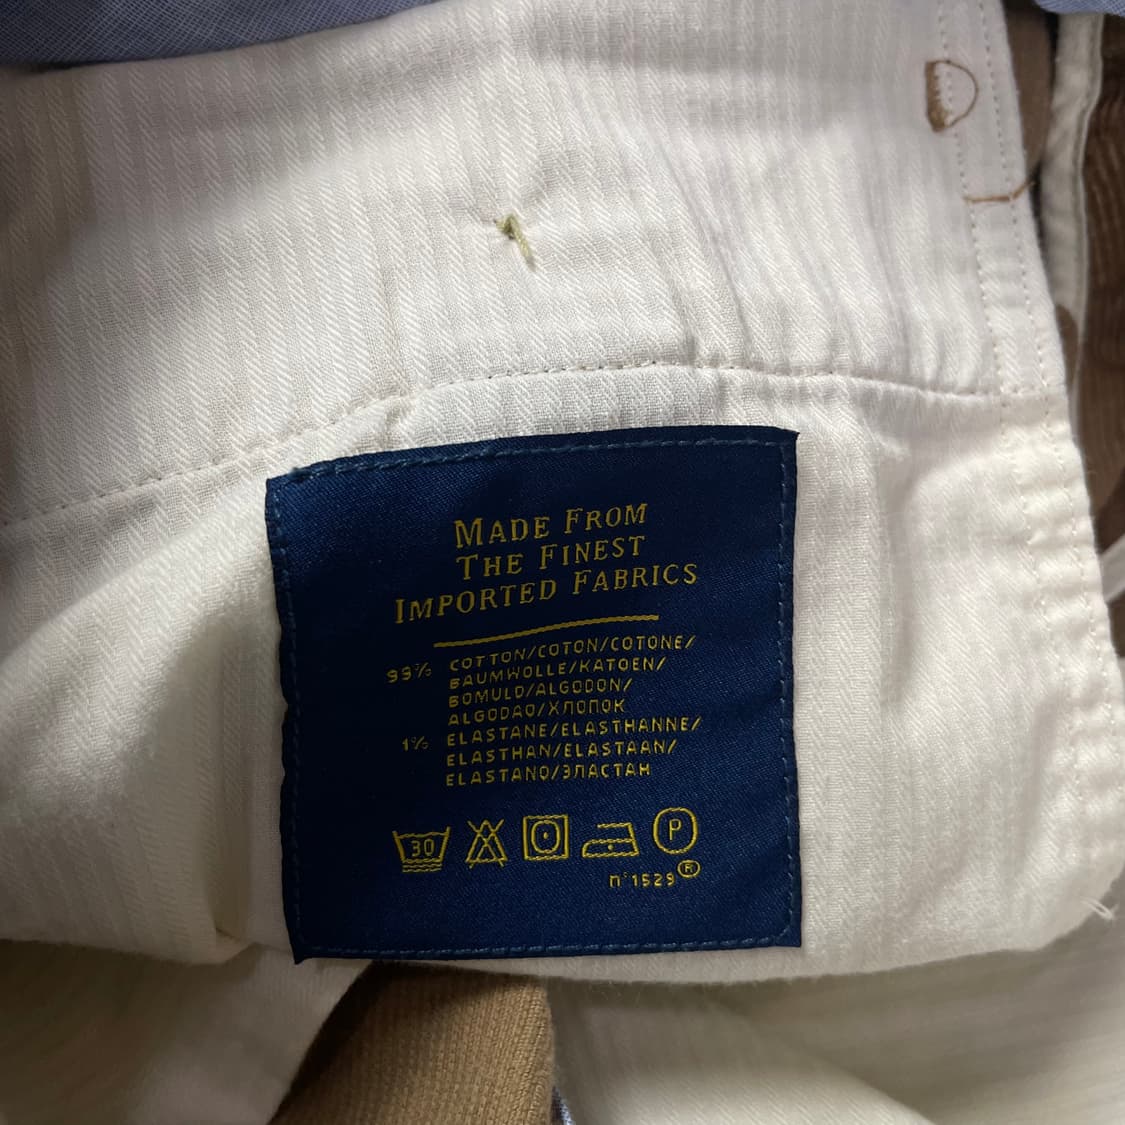 MADE FROM
THE FINEST
IMPORTED FABRICS
99% COTTON/COTON/COTONE/
BAUMWOLLE/KATOEN/
BOMULD/ALGODON/
ALGODAO/ХЛОПОК
1% ELASTANE/ELASTHANNE/
ELASTHAN/ELASTAAN/
ELASTANO/ЭЛАСТАН
30 P
n°1529®